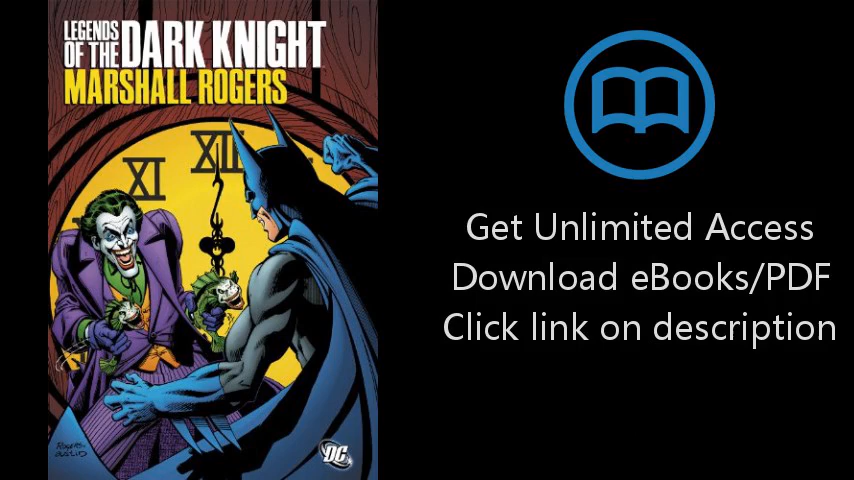 LEGENDS
OF THE DARK KNIGHT
MARSHALL ROGERS
XI
XII
DC
Get Unlimited Access
Download eBooks/PDF
Click link on description